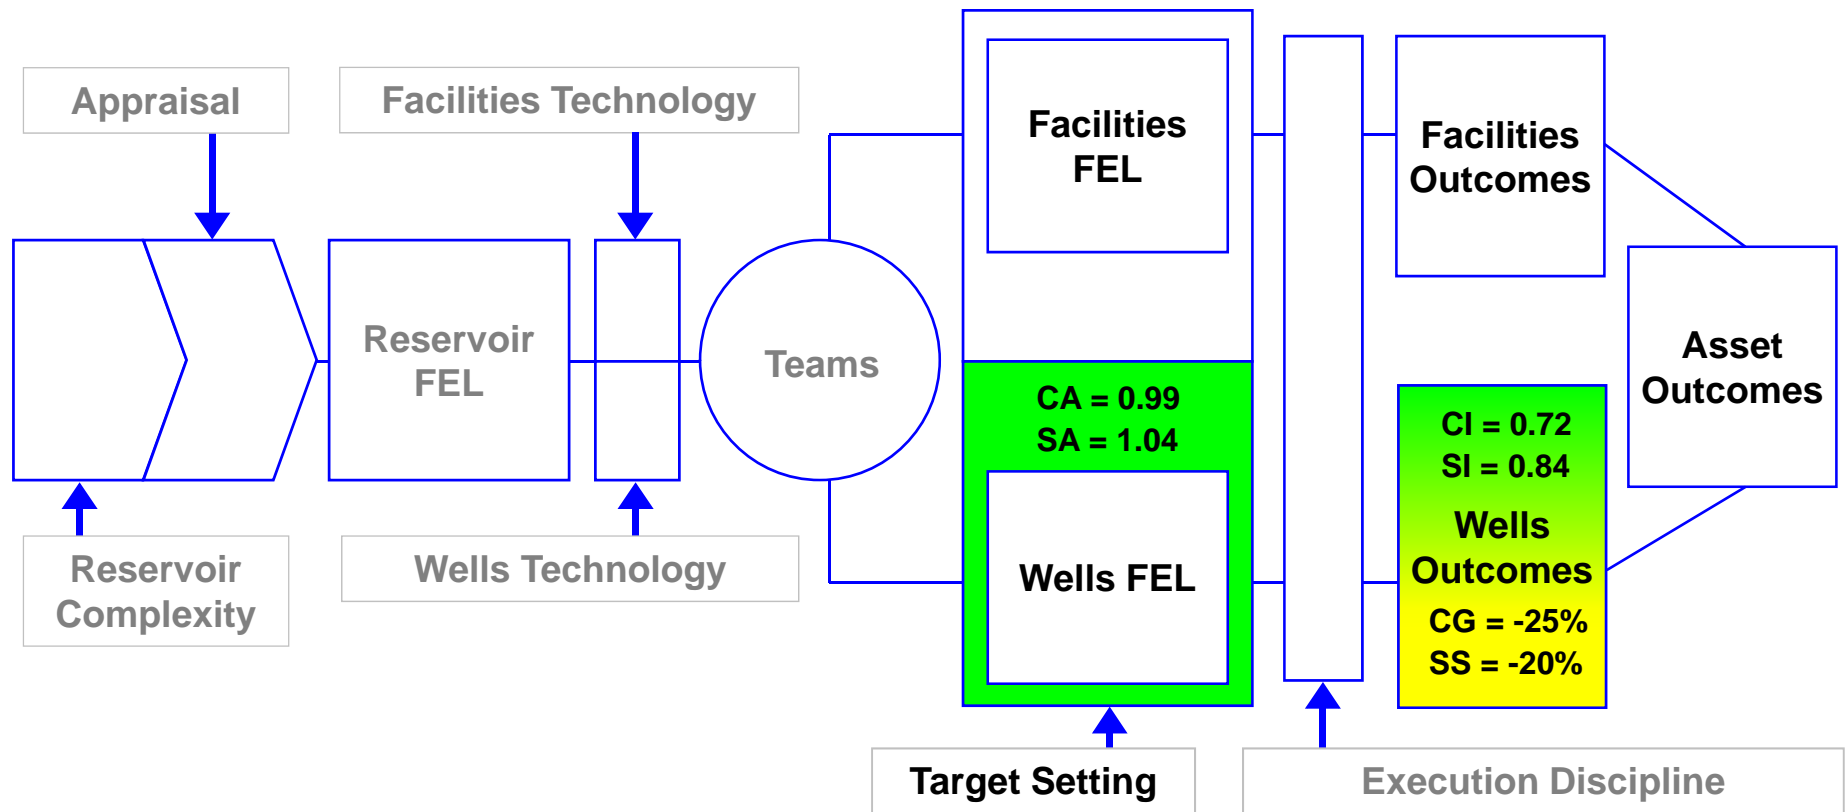 Appraisal
Facilities Technology
Facilities
FEL
Facilities
Outcomes
Reservoir
FEL
Teams
Asset
Outcomes
CA = 0.99
SA = 1.04
CI = 0.72
SI = 0.84
Wells
Outcomes
CG = -25%
SS = -20%
Reservoir
Complexity
Wells Technology
Wells FEL
Target Setting
Execution Discipline